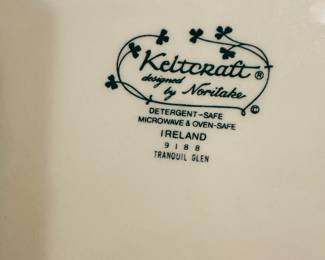 Keltcraft ®
designed
by Noritake
©
DETERGENT-SAFE
MICROWAVE & OVEN-SAFE
IRELAND
9188
TRANQUIL GLEN